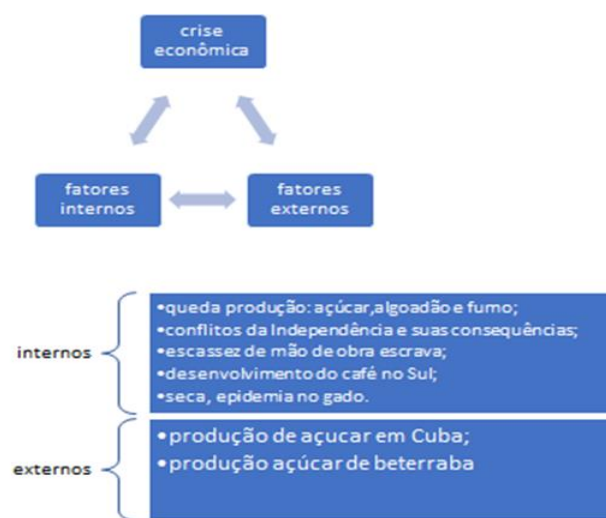 crise
econômica
fatores
internos
fatores
externos
internos
•queda produção: açúcar,algoadão e fumo;
•conflitos da Independência e suas consequências;
•escassez de mão de obra escrava;
•desenvolvimento do café no Sul;
•seca, epidemia no gado.
externos
•produção de açucar em Cuba;
•produção açúcar de beterraba